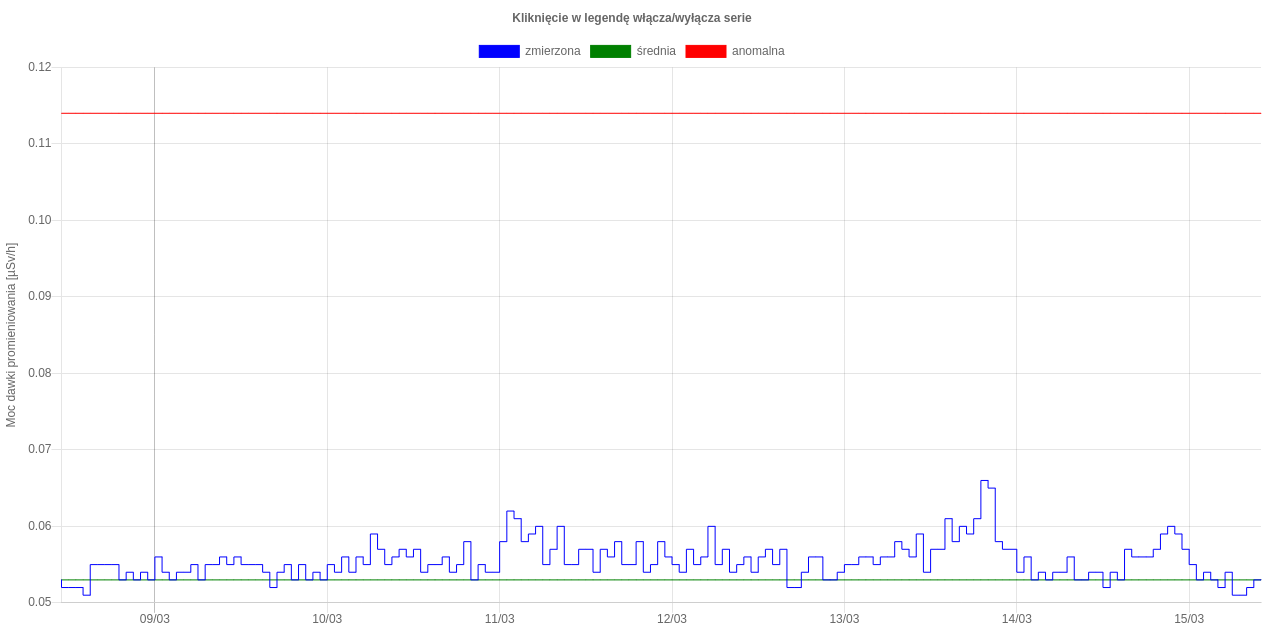 Kliknięcie w legendę włącza/wyłącza serie
zmierzona średnia anomalna
Moc dawki promieniowania [µSv/h]
0.12
0.11
0.10
0.09
0.08
0.07
0.06
0.05
09/03 10/03 11/03 12/03 13/03 14/03 15/03